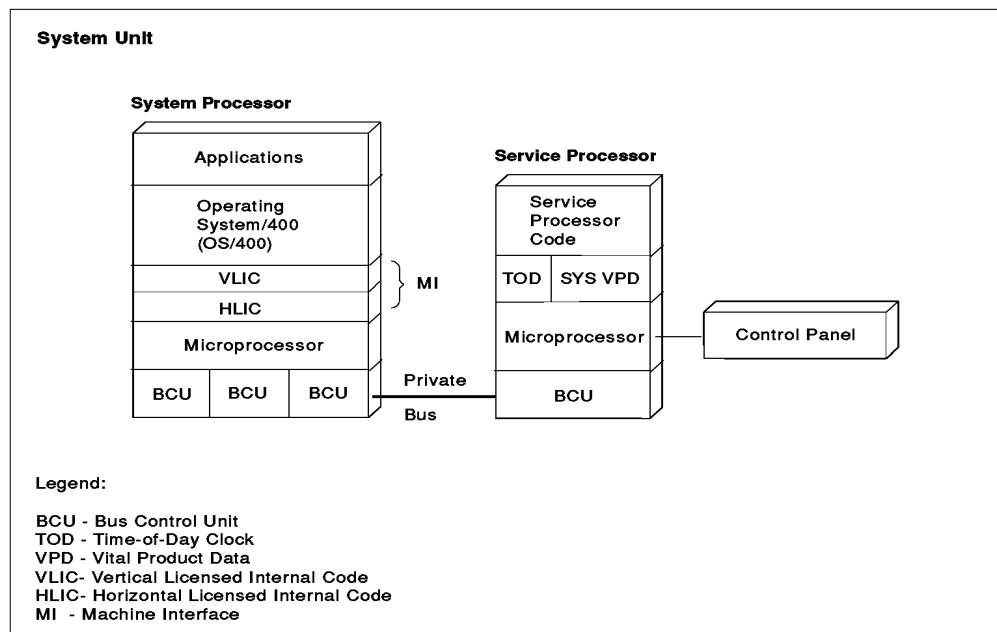 System Unit
System Processor
Applications
Operating
System/400
(OS/400)
VLIC
HLIC
MI
Microprocessor
BCU BCU BCU
Private
Bus
Service Processor
Service
Processor
Code
TOD SYS VPD
Microprocessor
BCU
Control Panel
Legend:
BCU - Bus Control Unit
TOD - Time-of-Day Clock
VPD - Vital Product Data
VLIC- Vertical Licensed Internal Code
HLIC- Horizontal Licensed Internal Code
MI - Machine Interface